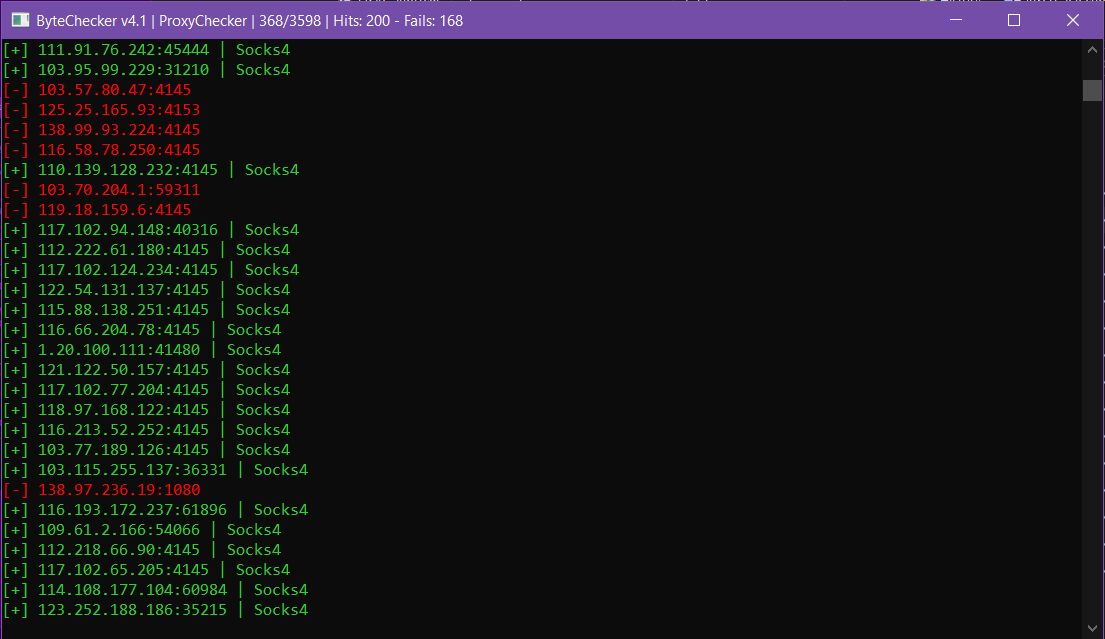 ByteChecker v4.1 | ProxyChecker | 368/3598 | Hits: 200 - Fails: 168
[+] 111.91.76.242:45444 | Socks4
[+] 103.95.99.229:31210 | Socks4
[-] 103.57.80.47:4145
[-] 125.25.165.93:4153
[-] 138.99.93.224:4145
[-] 116.58.78.250:4145
[+] 110.139.128.232:4145 | Socks4
[-] 103.70.204.1:59311
[-] 119.18.159.6:4145
[+] 117.102.94.148:40316 | Socks4
[+] 112.222.61.180:4145 | Socks4
[+] 117.102.124.234:4145 | Socks4
[+] 122.54.131.137:4145 | Socks4
[+] 115.88.138.251:4145 | Socks4
[+] 116.66.204.78:4145 | Socks4
[+] 1.20.100.111:41480 | Socks4
[+] 121.122.50.157:4145 | Socks4
[+] 117.102.77.204:4145 | Socks4
[+] 118.97.168.122:4145 | Socks4
[+] 116.213.52.252:4145 | Socks4
[+] 103.77.189.126:4145 | Socks4
[+] 103.115.255.137:36331 | Socks4
[-] 138.97.236.19:1080
[+] 116.193.172.237:61896 | Socks4
[+] 109.61.2.166:54066 | Socks4
[+] 112.218.66.90:4145 | Socks4
[+] 117.102.65.205:4145 | Socks4
[+] 114.108.177.104:60984 | Socks4
[+] 123.252.188.186:35215 | Socks4